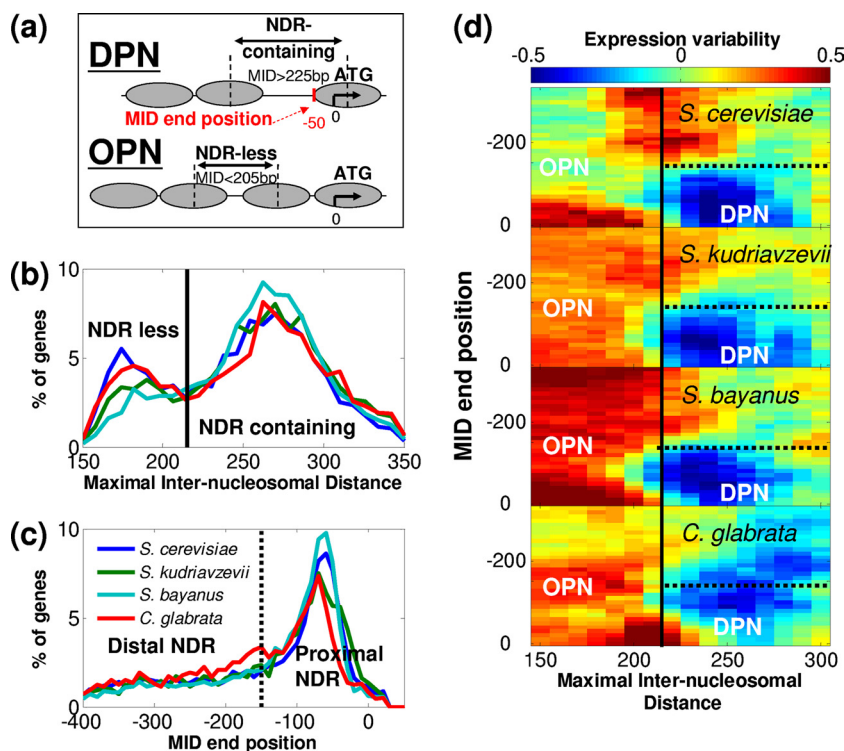 (a)
DPN
NDR-
containing
MID>225bp
ATG
MID end position
-50
0
OPN
NDR-less
MID<205bp
ATG
0
(b)
10
5
0
% of genes
NDR less
NDR containing
150 200 250 300 350
Maximal Inter-nucleosomal Distance
(c)
10
5
0
% of genes
S. cerevisiae
S. kudriavzevii
S. bayanus
C. glabrata
Distal NDR
Proximal
NDR
-400 -300 -200 -100 0
MID end position
(d)
Expression variability
-0.5 0 0.5
MID end position
S. cerevisiae
-200
OPN
DPN
0
S. kudriavzevii
-200
OPN
DPN
0
S. bayanus
-200
OPN
DPN
0
C. glabrata
-200
OPN
DPN
0
150 200 250 300
Maximal Inter-nucleosomal
Distance